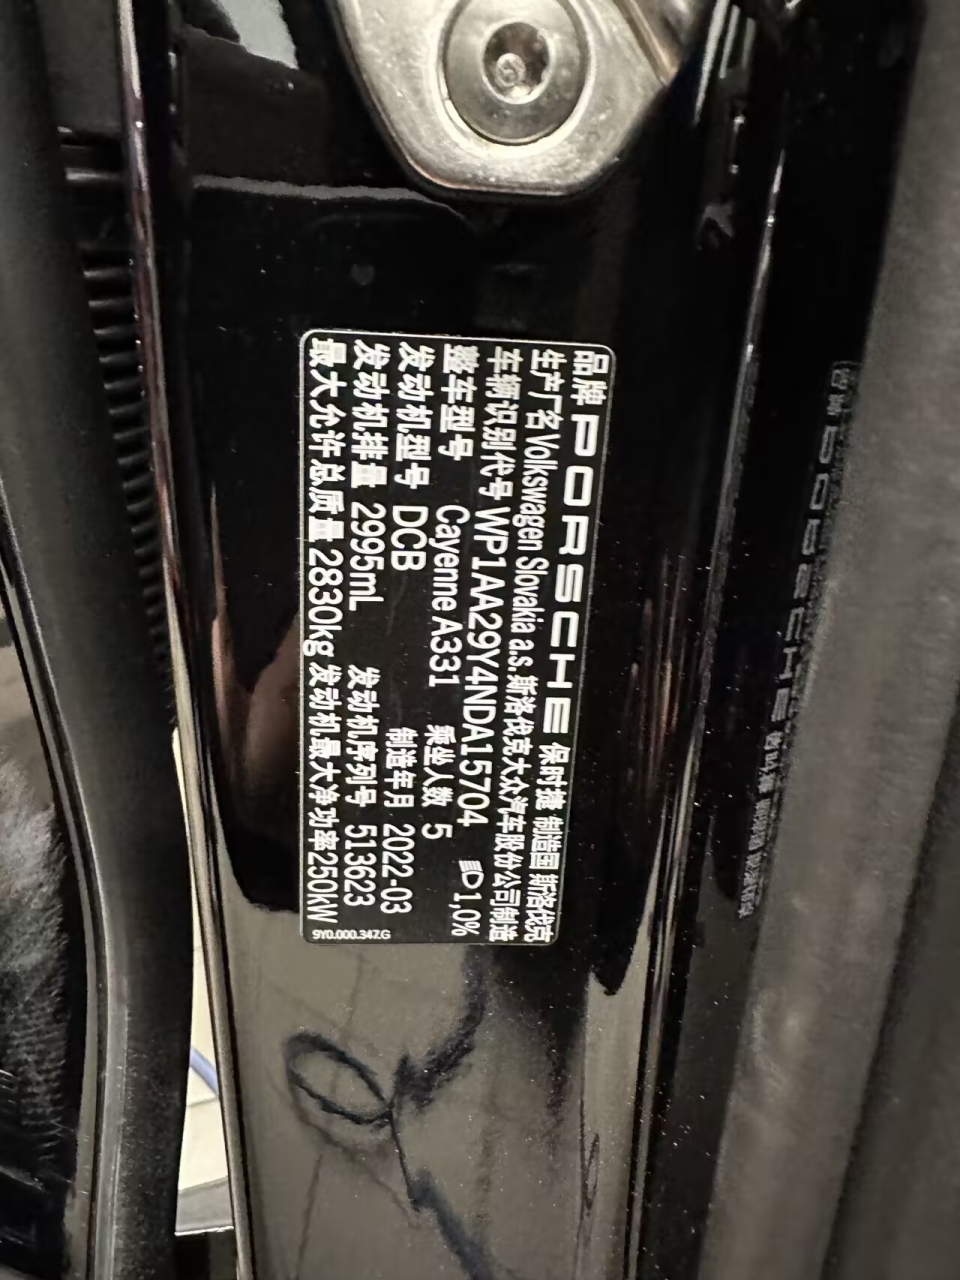 品牌 PORSCHE 保时捷 制造国 斯洛伐克
生产厂名 Volkswagen Slovakia a.s.斯洛伐克大众汽车股份公司制造
车辆识别代号 WP1AA29Y4NDA15704
整车型号 Cayenne A331 乘坐人数 5 1,0%
发动机型号 DCB 制造年月 2022-03
发动机排量 2995mL 发动机序列号 513623
最大允许总质量 2830kg 发动机最大净功率250kW
9Y0.000.347.G